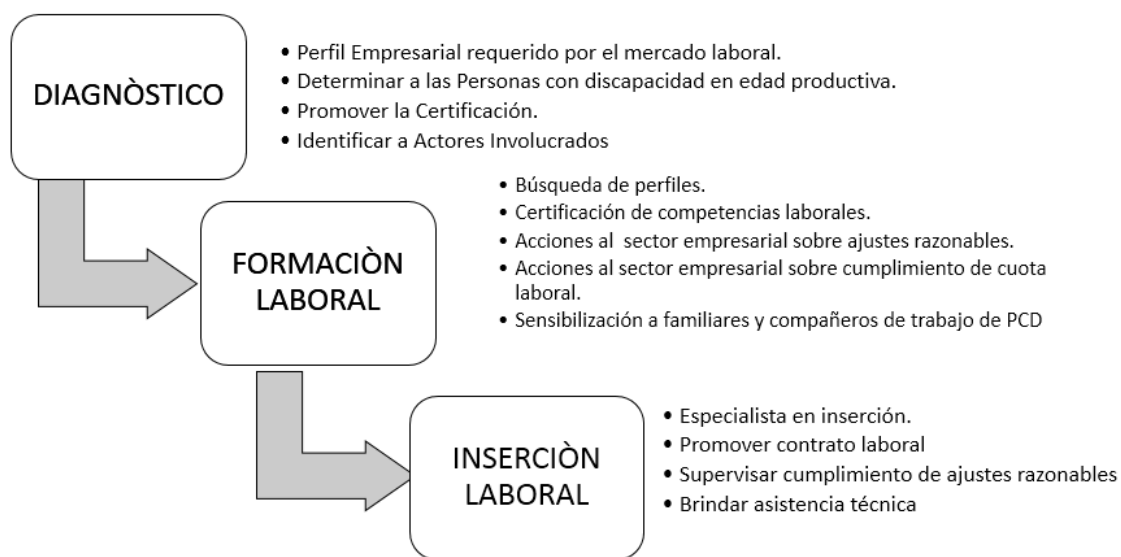 DIAGNÒSTICO
• Perfil Empresarial requerido por el mercado laboral.
• Determinar a las Personas con discapacidad en edad productiva.
• Promover la Certificación.
• Identificar a Actores Involucrados
FORMACIÒN
LABORAL
• Búsqueda de perfiles.
• Certificación de competencias laborales.
• Acciones al  sector empresarial sobre ajustes razonables.
• Acciones al sector empresarial sobre cumplimiento de cuota
laboral.
• Sensibilización a familiares y compañeros de trabajo de PCD
INSERCIÒN
LABORAL
• Especialista en inserción.
• Promover contrato laboral
• Supervisar cumplimiento de ajustes razonables
• Brindar asistencia técnica